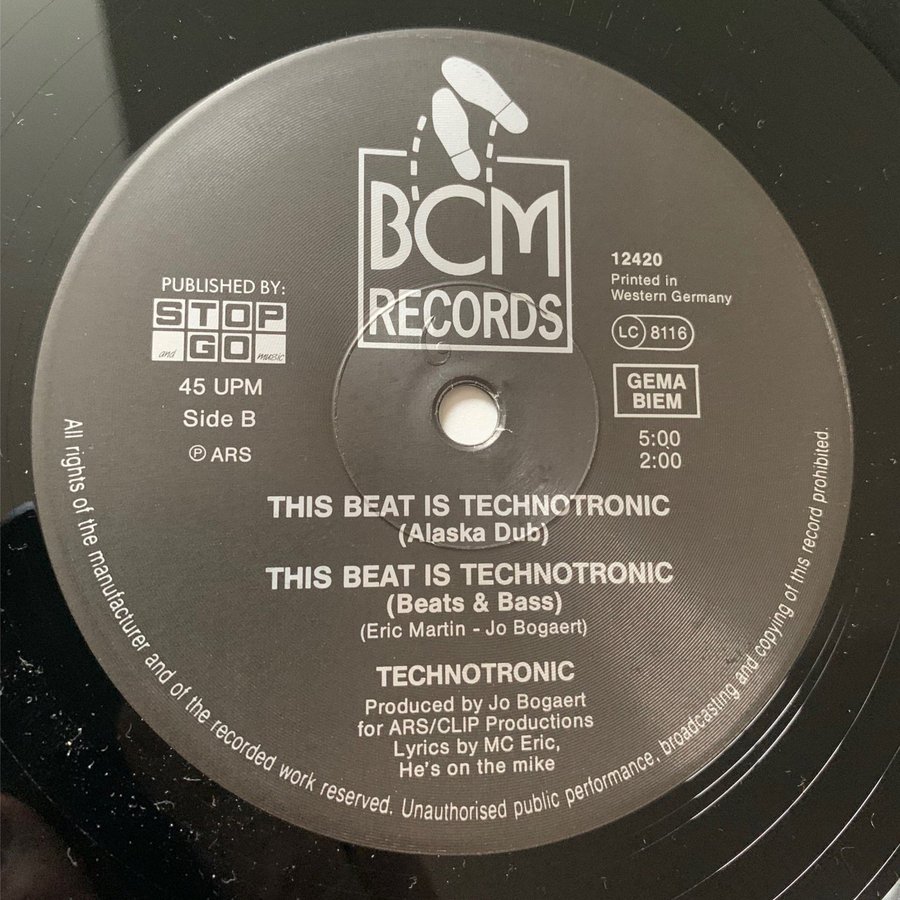 BCM
RECORDS
PUBLISHED BY:
STOP
and GO music
45 UPM
Side B
Ⓟ ARS
12420
Printed in
Western Germany
LC 8116
GEMA
BIEM
5:00
2:00
THIS BEAT IS TECHNOTRONIC
(Alaska Dub)
THIS BEAT IS TECHNOTRONIC
(Beats & Bass)
(Eric Martin - Jo Bogaert)
TECHNOTRONIC
Produced by Jo Bogaert
for ARS/CLIP Productions
Lyrics by MC Eric,
He's on the mike
All rights of the manufacturer and of the recorded work reserved. Unauthorised public performance, broadcasting and copying of this record prohibited.